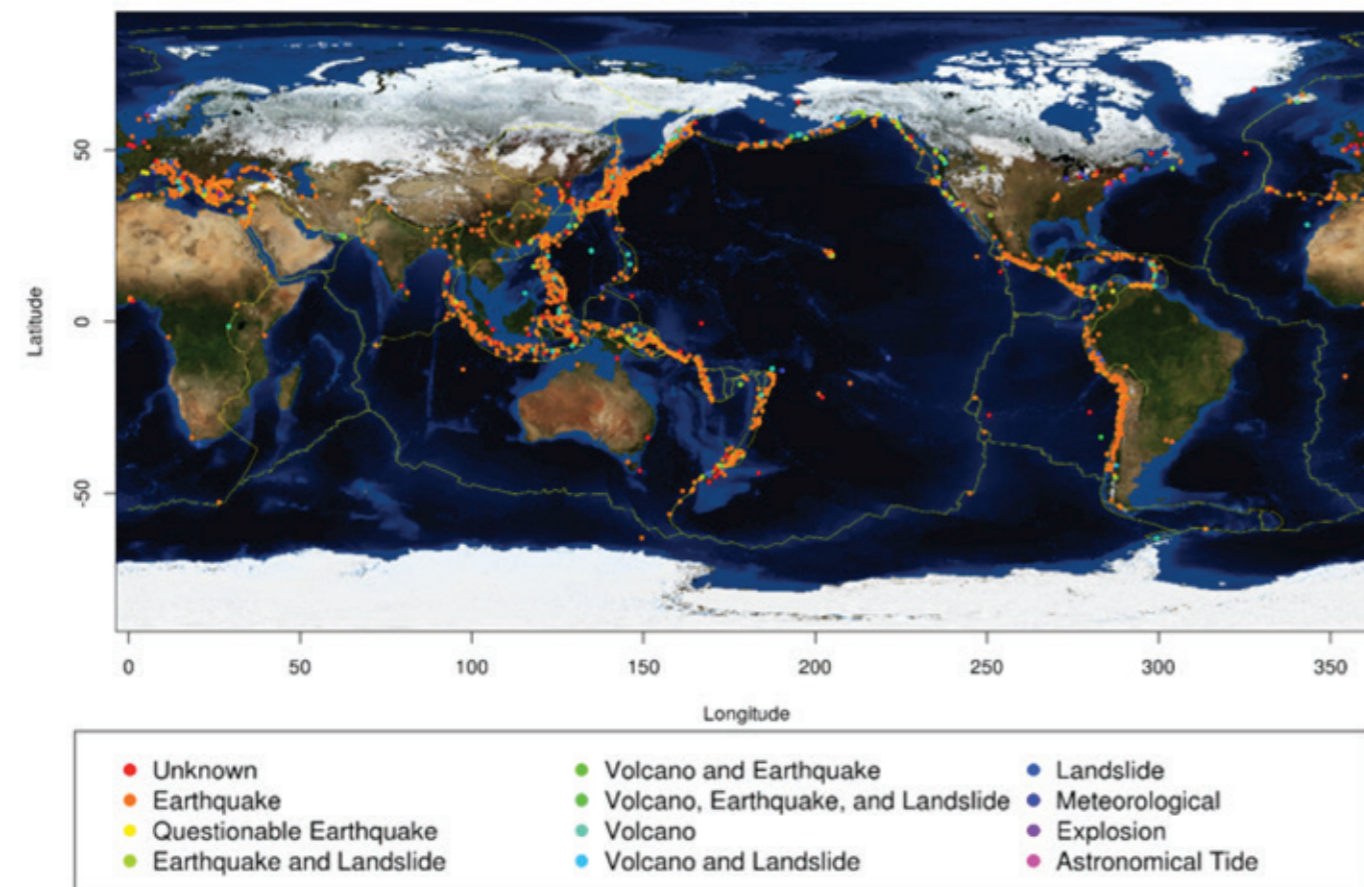 50
0
-50
Latitude
0 50 100 150 200 250 300 350
Longitude
Unknown
Earthquake
Questionable Earthquake
Earthquake and Landslide
Volcano and Earthquake
Volcano, Earthquake, and Landslide
Volcano
Volcano and Landslide
Landslide
Meteorological
Explosion
Astronomical Tide